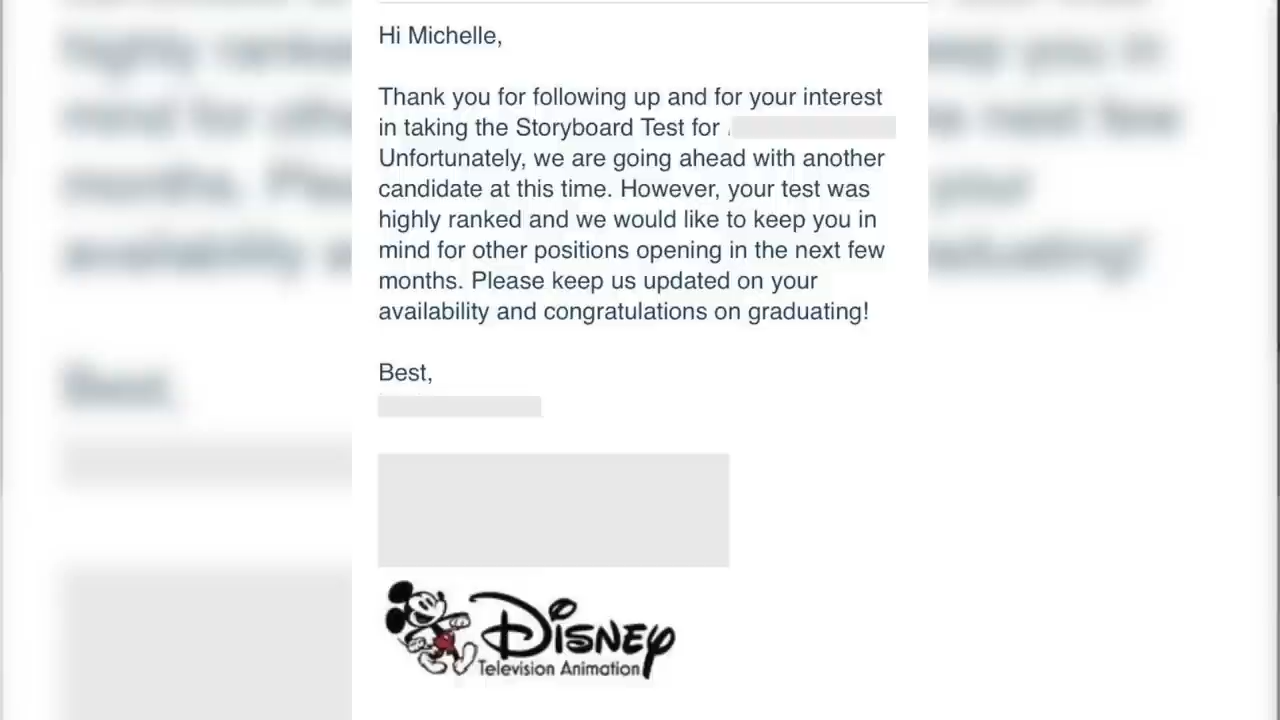 Hi Michelle,
Thank you for following up and for your interest
in taking the Storyboard Test for
Unfortunately, we are going ahead with another
candidate at this time. However, your test was
highly ranked and we would like to keep you in
mind for other positions opening in the next few
months. Please keep us updated on your
availability and congratulations on graduating!
Best,
Disney
Television Animation